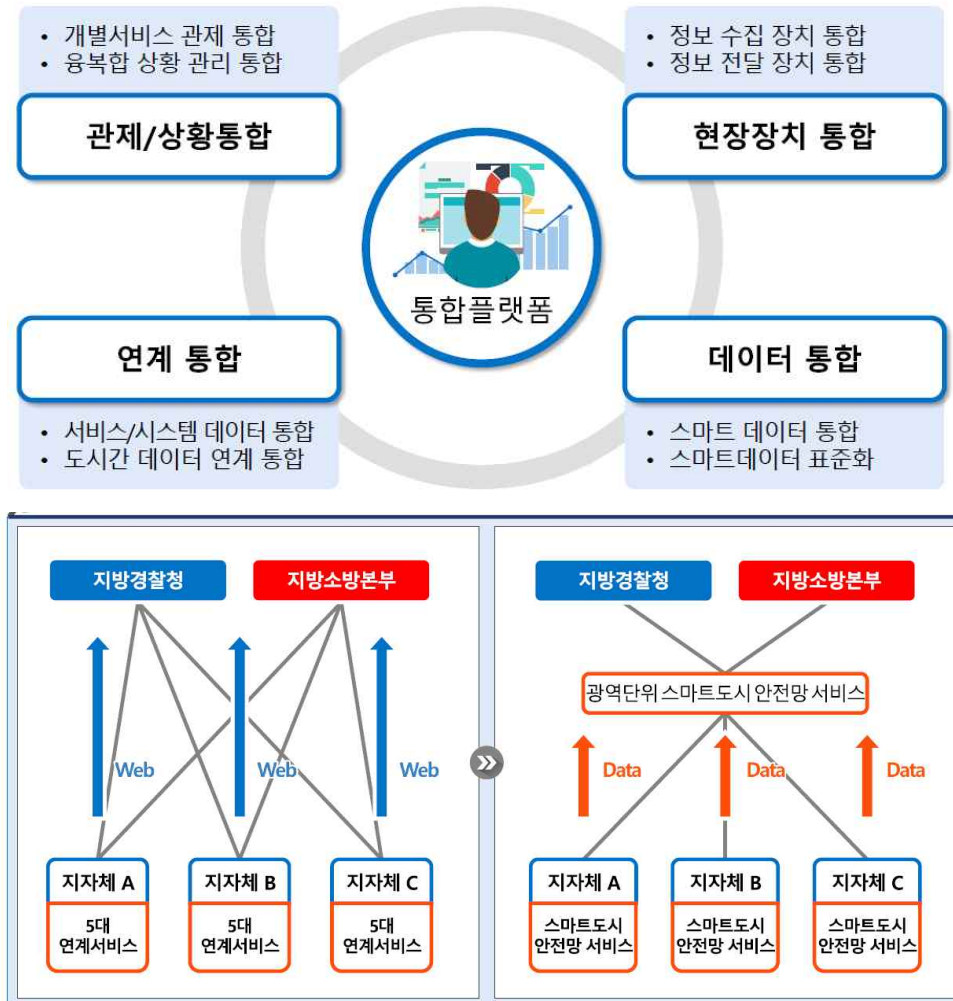 • 개별서비스 관제 통합
• 융복합 상황 관리 통합
관제/상황통합
• 정보 수집 장치 통합
• 정보 전달 장치 통합
현장장치 통합
통합플랫폼
연계 통합
• 서비스/시스템 데이터 통합
• 도시간 데이터 연계 통합
데이터 통합
• 스마트 데이터 통합
• 스마트데이터 표준화
지방경찰청
지방소방본부
Web
Web
Web
지자체 A
5대
연계서비스
지자체 B
5대
연계서비스
지자체 C
5대
연계서비스
지방경찰청
지방소방본부
광역단위 스마트도시 안전망 서비스
Data
Data
Data
지자체 A
스마트도시
안전망 서비스
지자체 B
스마트도시
안전망 서비스
지자체 C
스마트도시
안전망 서비스